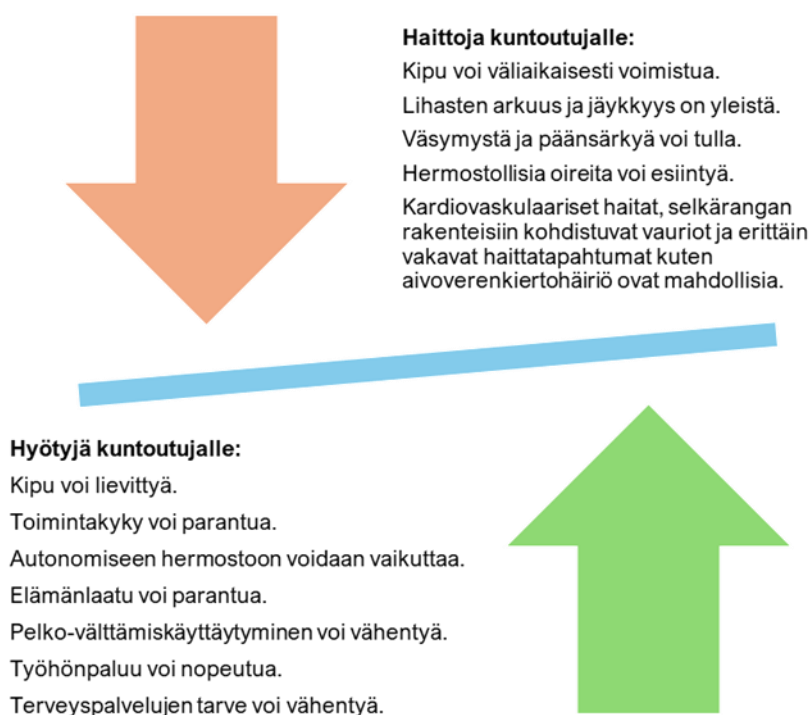 Haittoja kuntoutujalle:
Kipu voi väliaikaisesti voimistua.
Lihasten arkuus ja jäykkyys on yleistä.
Väsymystä ja päänsärkyä voi tulla.
Hermostollisia oireita voi esiintyä.
Kardiovaskulaariset haitat, selkärangan
rakenteisiin kohdistuvat vauriot ja erittäin
vakavat haittatapahtumat kuten
aivoverenkiertohäiriö ovat mahdollisia.
Hyötyjä kuntoutujalle:
Kipu voi lievittyä.
Toimintakyky voi parantua.
Autonomiseen hermostoon voidaan vaikuttaa.
Elämänlaatu voi parantua.
Pelko-välttämiskäyttäytyminen voi vähentyä.
Työhönpaluu voi nopeutua.
Terveyspalvelujen tarve voi vähentyä.